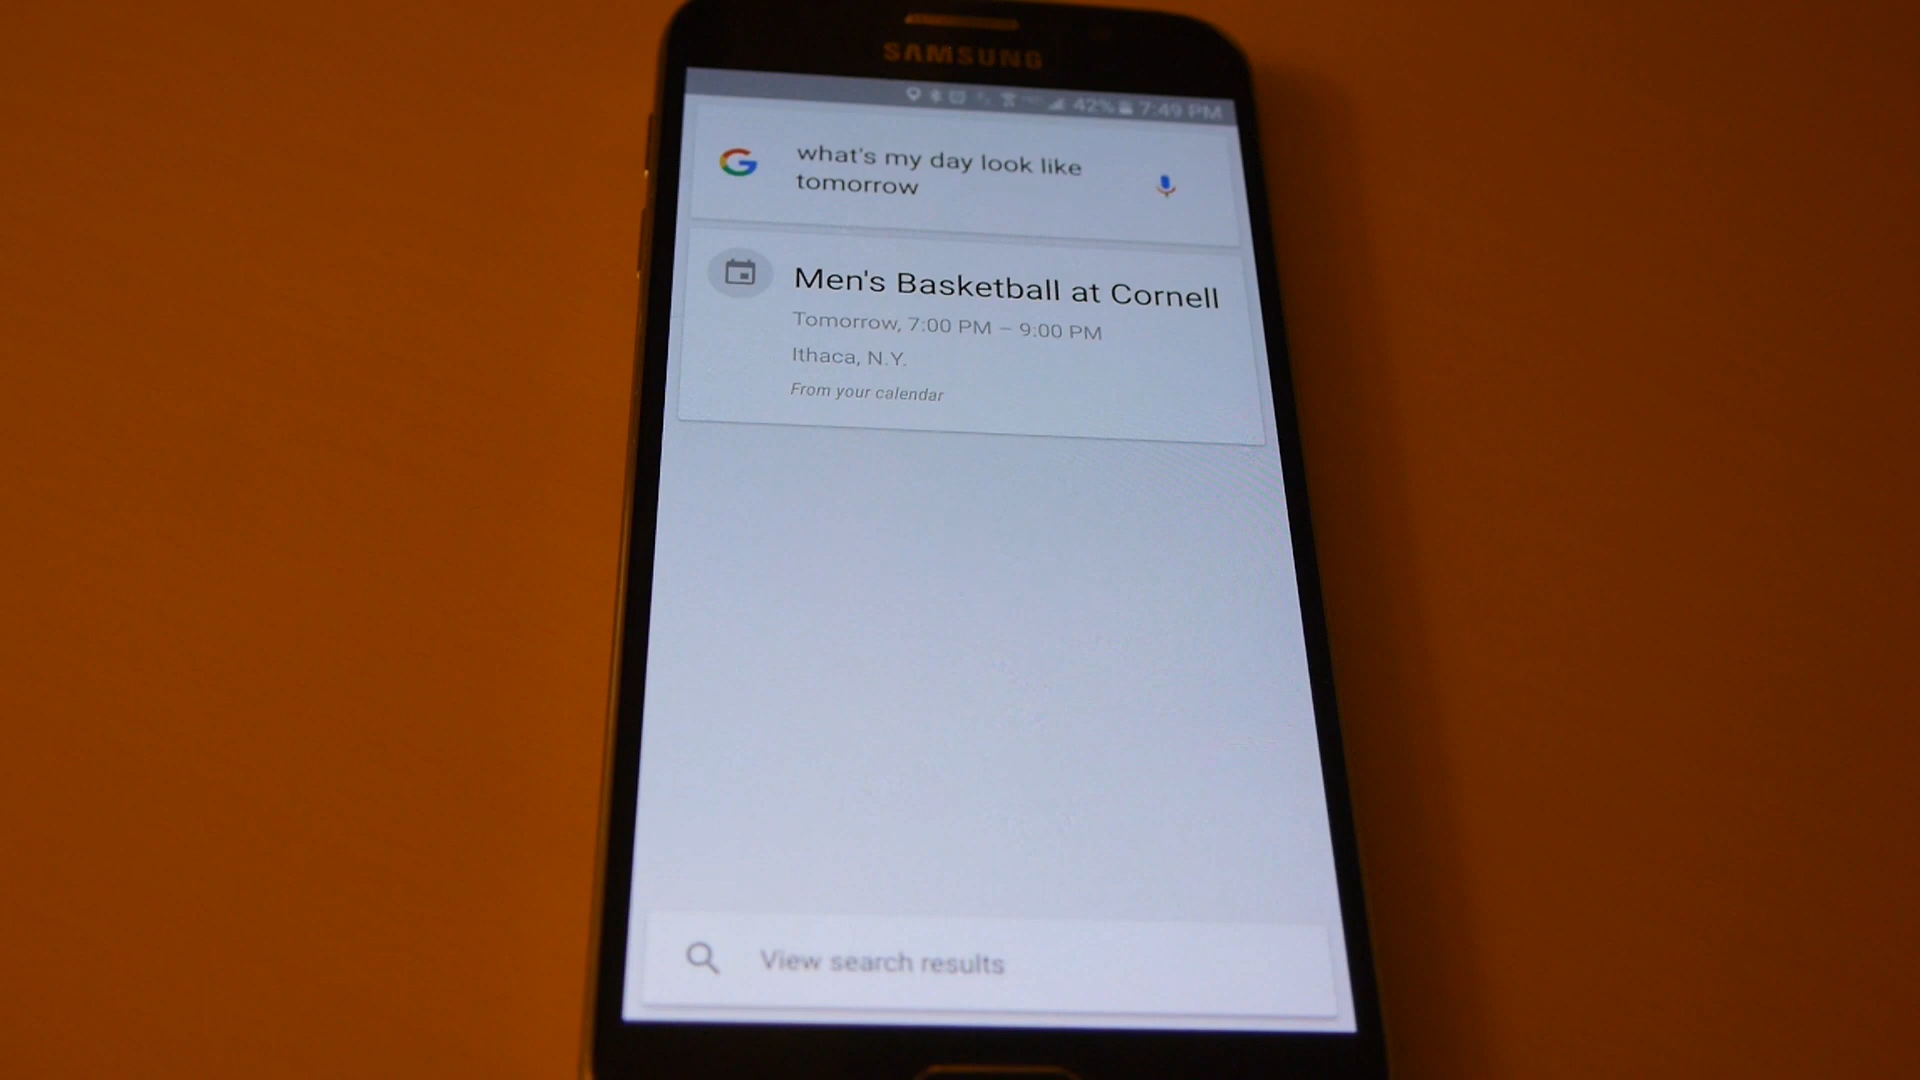 SAMSUNG
42% 7:49 PM
what's my day look like
tomorrow
Men's Basketball at Cornell
Tomorrow, 7:00 PM – 9:00 PM
Ithaca, N.Y.
From your calendar
View search results